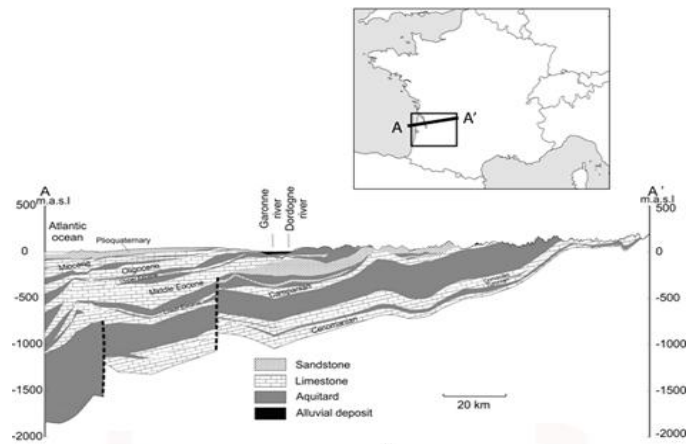 A
A'
A
m.a.s.l
500
0
-500
-1000
-1500
-2000
Atlantic
ocean
Plioquaternary
Garonne
river
Dordogne
river
Miocene
Oligocene
Middle Eocene
Campanian
Cenomanian
Sandstone
Limestone
Aquitard
Alluvial deposit
20 km
A'
m.a.s.l
500
0
-500
-1000
-1500
-2000